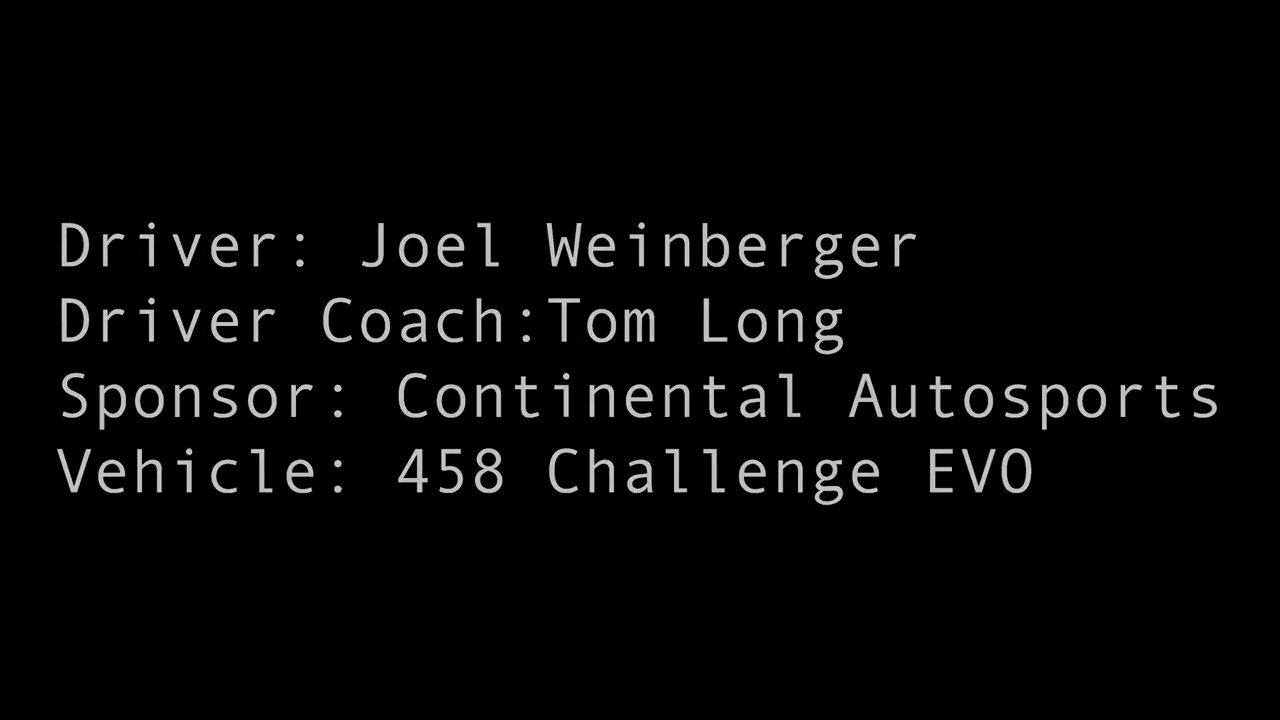 Driver: Joel Weinberger
Driver Coach:Tom Long
Sponsor: Continental Autosports
Vehicle: 458 Challenge EVO